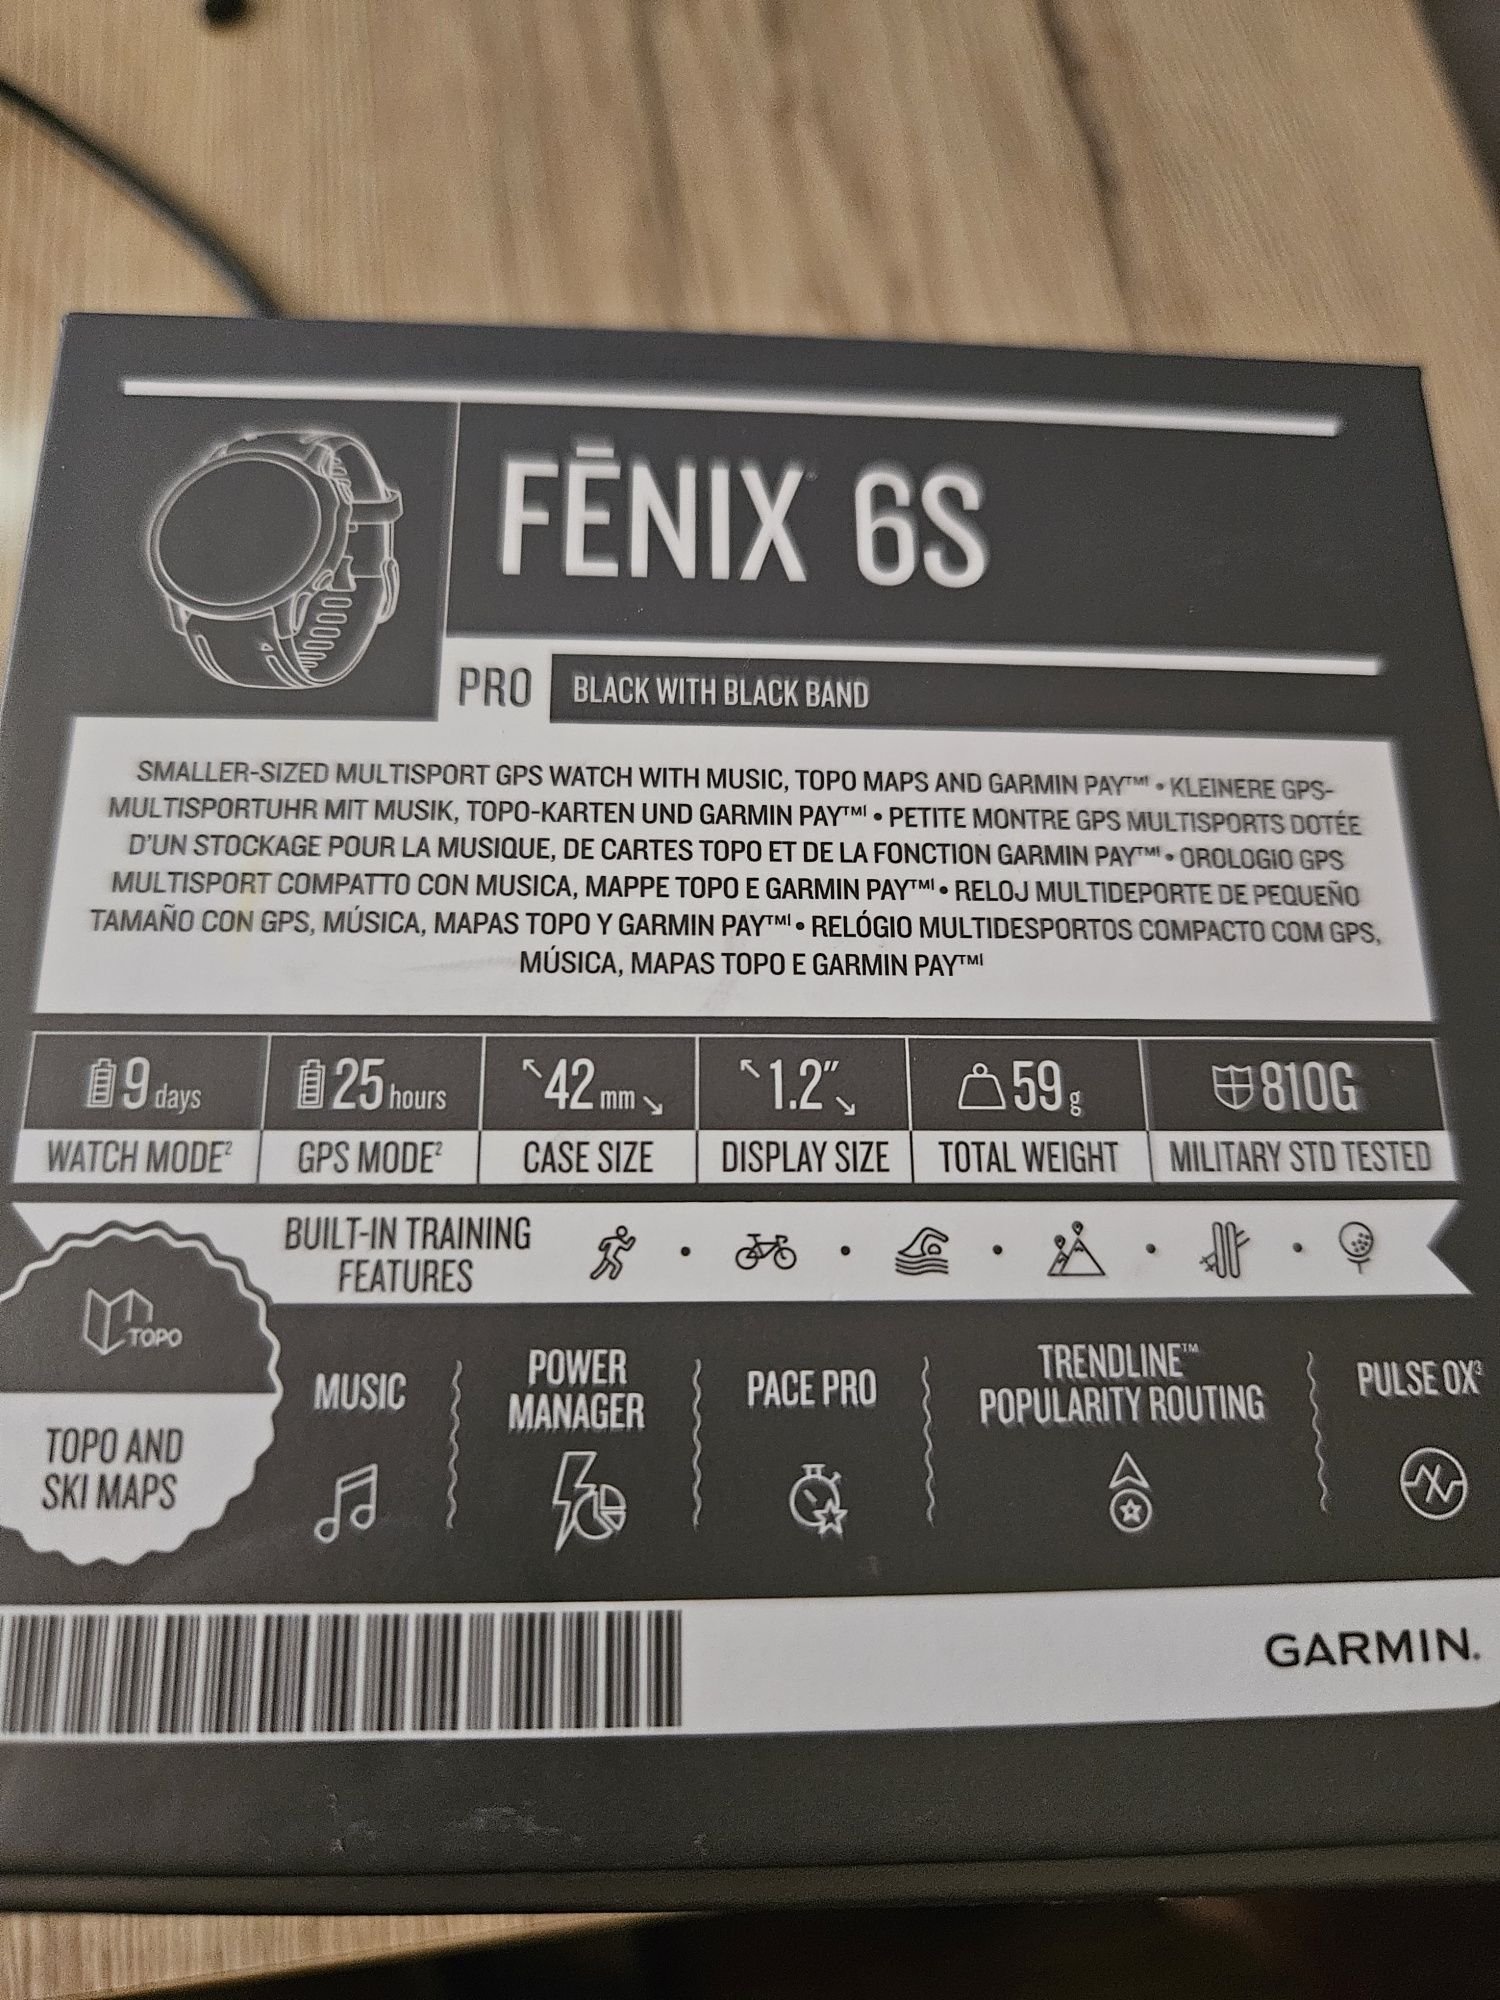 FĒNIX® 6S
PRO
BLACK WITH BLACK BAND
SMALLER-SIZED MULTISPORT GPS WATCH WITH MUSIC, TOPO MAPS AND GARMIN PAY™¹ • KLEINERE GPS-
MULTISPORTUHR MIT MUSIK, TOPO-KARTEN UND GARMIN PAY™¹ • PETITE MONTRE GPS MULTISPORTS DOTÉE
D'UN STOCKAGE POUR LA MUSIQUE, DE CARTES TOPO ET DE LA FONCTION GARMIN PAY™¹ • OROLOGIO GPS
MULTISPORT COMPATTO CON MUSICA, MAPPE TOPO E GARMIN PAY™¹ • RELOJ MULTIDEPORTE DE PEQUEÑO
TAMAÑO CON GPS, MÚSICA, MAPAS TOPO Y GARMIN PAY™¹ • RELÓGIO MULTIDESPORTOS COMPACTO COM GPS,
MÚSICA, MAPAS TOPO E GARMIN PAY™¹
9 days
WATCH MODE²
25 hours
GPS MODE²
42 mm
CASE SIZE
1.2″
DISPLAY SIZE
59 g
TOTAL WEIGHT
810G
MILITARY STD TESTED
BUILT-IN TRAINING
FEATURES
TOPO
TOPO AND
SKI MAPS
MUSIC
POWER
MANAGER
PACE PRO
TRENDLINE™
POPULARITY ROUTING
PULSE OX³
GARMIN®